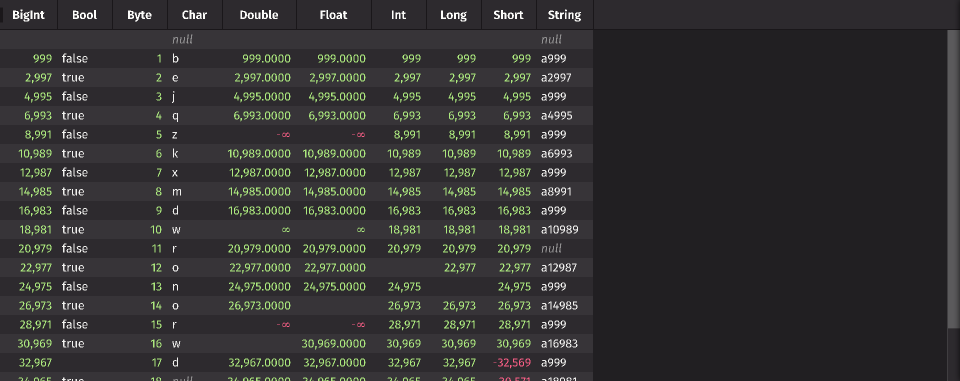 BigInt Bool Byte Char Double Float Int Long Short String
null null
999 false 1 b 999.0000 999.0000 999 999 999 a999
2,997 true 2 e 2,997.0000 2,997.0000 2,997 2,997 2,997 a2997
4,995 false 3 j 4,995.0000 4,995.0000 4,995 4,995 4,995 a999
6,993 true 4 q 6,993.0000 6,993.0000 6,993 6,993 6,993 a4995
8,991 false 5 z -∞ -∞ 8,991 8,991 8,991 a999
10,989 true 6 k 10,989.0000 10,989.0000 10,989 10,989 10,989 a6993
12,987 false 7 x 12,987.0000 12,987.0000 12,987 12,987 12,987 a999
14,985 true 8 m 14,985.0000 14,985.0000 14,985 14,985 14,985 a8991
16,983 false 9 d 16,983.0000 16,983.0000 16,983 16,983 16,983 a999
18,981 true 10 w ∞ ∞ 18,981 18,981 18,981 a10989
20,979 false 11 r 20,979.0000 20,979.0000 20,979 20,979 20,979 null
22,977 true 12 o 22,977.0000 22,977.0000 22,977 22,977 a12987
24,975 false 13 n 24,975.0000 24,975.0000 24,975 24,975 a999
26,973 true 14 o 26,973.0000 26,973 26,973 26,973 a14985
28,971 false 15 r -∞ -∞ 28,971 28,971 28,971 a999
30,969 true 16 w 30,969.0000 30,969 30,969 30,969 a16983
32,967 17 d 32,967.0000 32,967.0000 32,967 32,967 -32,569 a999
34,965 true 18 null 34,965.0000 34,965.0000 34,965 34,965 -30,571 a18981